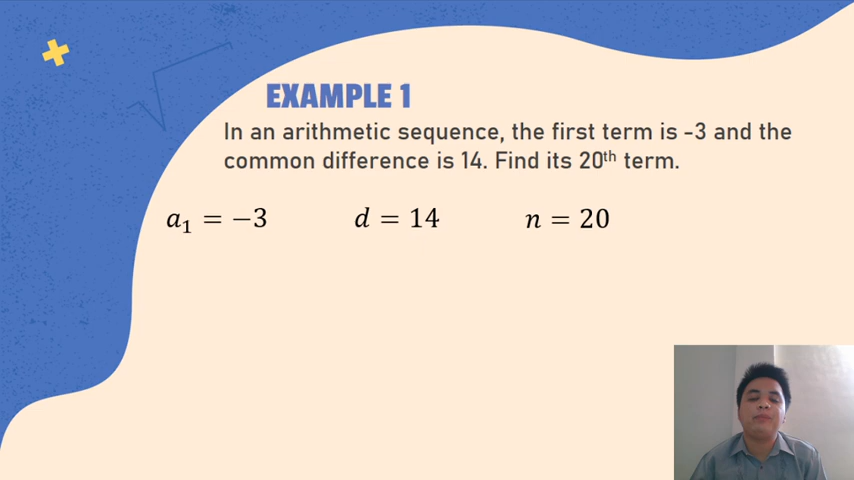 EXAMPLE 1
In an arithmetic sequence, the first term is -3 and the
common difference is 14. Find its 20th term.
a₁ = −3 d = 14 n = 20